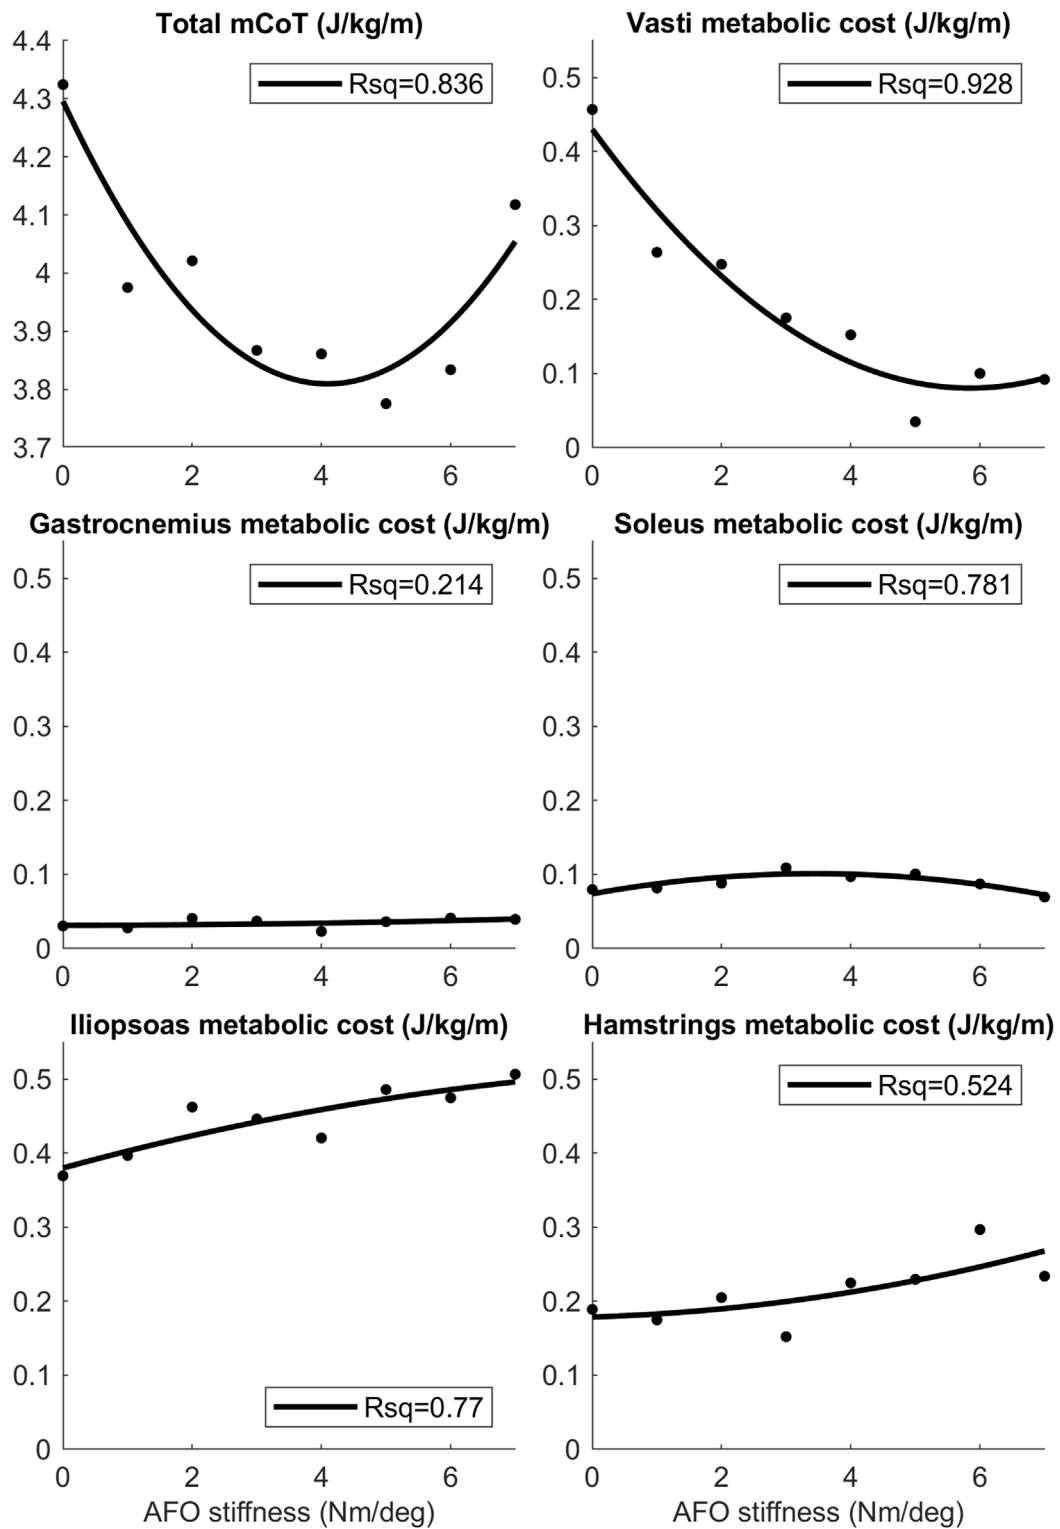 Total mCoT (J/kg/m)
4.4
4.3
4.2
4.1
4
3.9
3.8
3.7
0 2 4 6
Rsq=0.836
Vasti metabolic cost (J/kg/m)
0.5
0.4
0.3
0.2
0.1
0
0 2 4 6
Rsq=0.928
Gastrocnemius metabolic cost (J/kg/m)
0.5
0.4
0.3
0.2
0.1
0
0 2 4 6
Rsq=0.214
Soleus metabolic cost (J/kg/m)
0.5
0.4
0.3
0.2
0.1
0
0 2 4 6
Rsq=0.781
Iliopsoas metabolic cost (J/kg/m)
0.5
0.4
0.3
0.2
0.1
0
0 2 4 6
Rsq=0.77
AFO stiffness (Nm/deg)
Hamstrings metabolic cost (J/kg/m)
0.5
0.4
0.3
0.2
0.1
0
0 2 4 6
Rsq=0.524
AFO stiffness (Nm/deg)